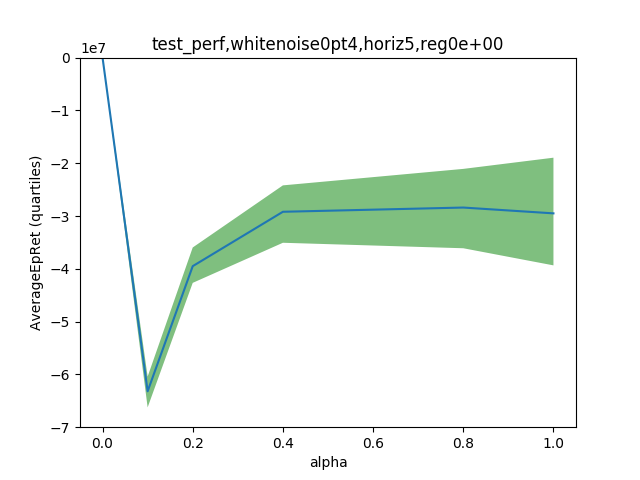 test_perf,whitenoise0pt4,horiz5,reg0e+00
1e7
0
−1
−2
−3
−4
−5
−6
−7
AverageEpRet (quartiles)
0.0 0.2 0.4 0.6 0.8 1.0
alpha